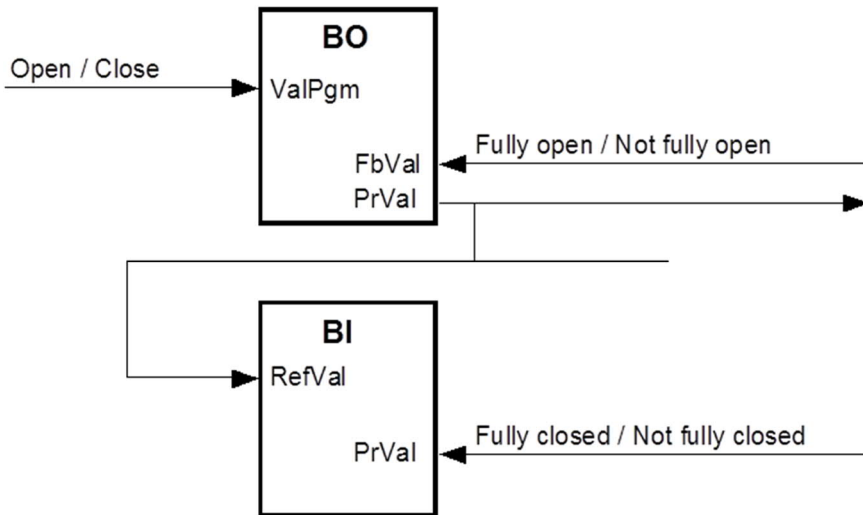 BO
Open / Close
ValPgm
Fully open / Not fully open
FbVal
PrVal
BI
RefVal
Fully closed / Not fully closed
PrVal